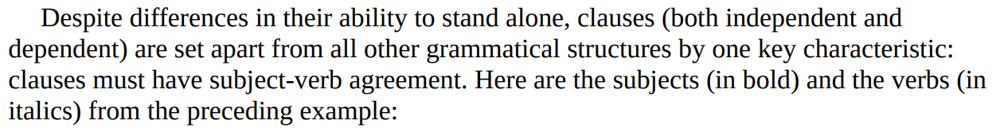 Despite differences in their ability to stand alone, clauses (both independent and
dependent) are set apart from all other grammatical structures by one key characteristic:
clauses must have subject-verb agreement. Here are the subjects (in bold) and the verbs (in
italics) from the preceding example: